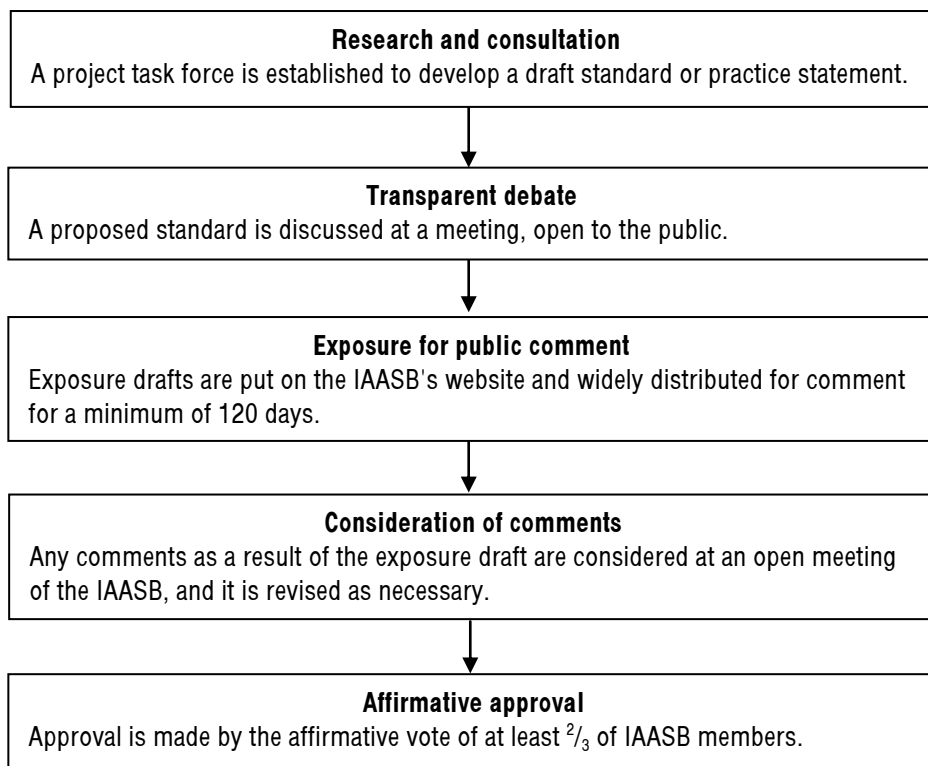 Research and consultation
A project task force is established to develop a draft standard or practice statement.
Transparent debate
A proposed standard is discussed at a meeting, open to the public.
Exposure for public comment
Exposure drafts are put on the IAASB's website and widely distributed for comment
for a minimum of 120 days.
Consideration of comments
Any comments as a result of the exposure draft are considered at an open meeting
of the IAASB, and it is revised as necessary.
Affirmative approval
Approval is made by the affirmative vote of at least 2/3 of IAASB members.